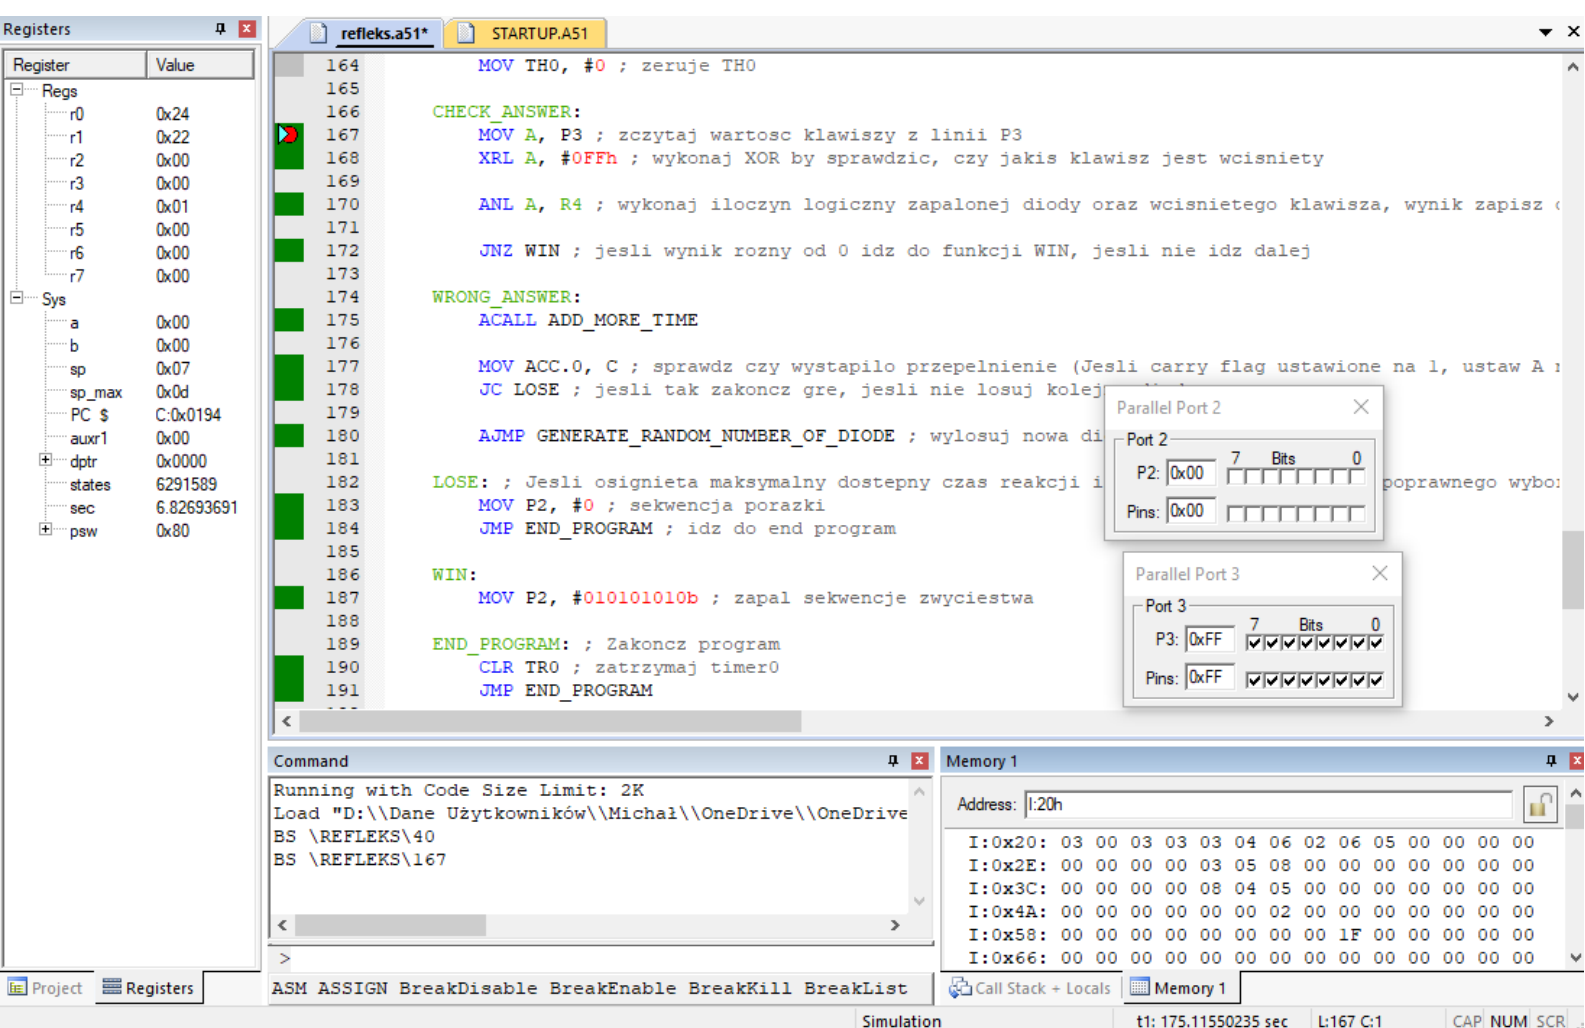 Registers
Register Value
Regs
r0 0x24
r1 0x22
r2 0x00
r3 0x00
r4 0x01
r5 0x00
r6 0x00
r7 0x00
Sys
a 0x00
b 0x00
sp 0x07
sp_max 0x0d
PC $ C:0x0194
auxr1 0x00
dptr 0x0000
states 6291589
sec 6.82693691
psw 0x80
Project Registers
refleks.a51* STARTUP.A51
164 MOV TH0, #0 ; zeruje TH0
165
166 CHECK_ANSWER:
167 MOV A, P3 ; zczytaj wartosc klawiszy z linii P3
168 XRL A, #0FFh ; wykonaj XOR by sprawdzic, czy jakis klawisz jest wcisniety
169
170 ANL A, R4 ; wykonaj iloczyn logiczny zapalonej diody oraz wcisnietego klawisza, wynik zapisz
171
172 JNZ WIN ; jesli wynik rozny od 0 idz do funkcji WIN, jesli nie idz dalej
173
174 WRONG_ANSWER:
175 ACALL ADD_MORE_TIME
176
177 MOV ACC.0, C ; sprawdz czy wystapilo przepelnienie (Jesli carry flag ustawione na 1, ustaw A
178 JC LOSE ; jesli tak zakoncz gre, jesli nie losuj kolej
179
180 AJMP GENERATE_RANDOM_NUMBER_OF_DIODE ; wylosuj nowa di
181
182 LOSE: ; Jesli osignieta maksymalny dostepny czas reakcji i poprawnego wybo
183 MOV P2, #0 ; sekwencja porazki
184 JMP END_PROGRAM ; idz do end program
185
186 WIN:
187 MOV P2, #010101010b ; zapal sekwencje zwyciestwa
188
189 END_PROGRAM: ; Zakoncz program
190 CLR TR0 ; zatrzymaj timer0
191 JMP END_PROGRAM
Parallel Port 2
Port 2
7 Bits 0
P2: 0x00
Pins: 0x00
Parallel Port 3
Port 3
7 Bits 0
P3: 0xFF
Pins: 0xFF
Command
Running with Code Size Limit: 2K
Load "D:\\Dane Użytkowników\\Michał\\OneDrive\\OneDrive
BS \REFLEKS\40
BS \REFLEKS\167
>
ASM ASSIGN BreakDisable BreakEnable BreakKill BreakList
Memory 1
Address: I:20h
I:0x20: 03 00 03 03 03 04 06 02 06 05 00 00 00 00
I:0x2E: 00 00 00 00 03 05 08 00 00 00 00 00 00 00
I:0x3C: 00 00 00 00 08 04 05 00 00 00 00 00 00 00
I:0x4A: 00 00 00 00 00 00 02 00 00 00 00 00 00 00
I:0x58: 00 00 00 00 00 00 00 00 1F 00 00 00 00 00
I:0x66: 00 00 00 00 00 00 00 00 00 00 00 00 00 00
Call Stack + Locals Memory 1
Simulation t1: 175.11550235 sec L:167 C:1 CAP NUM SCR